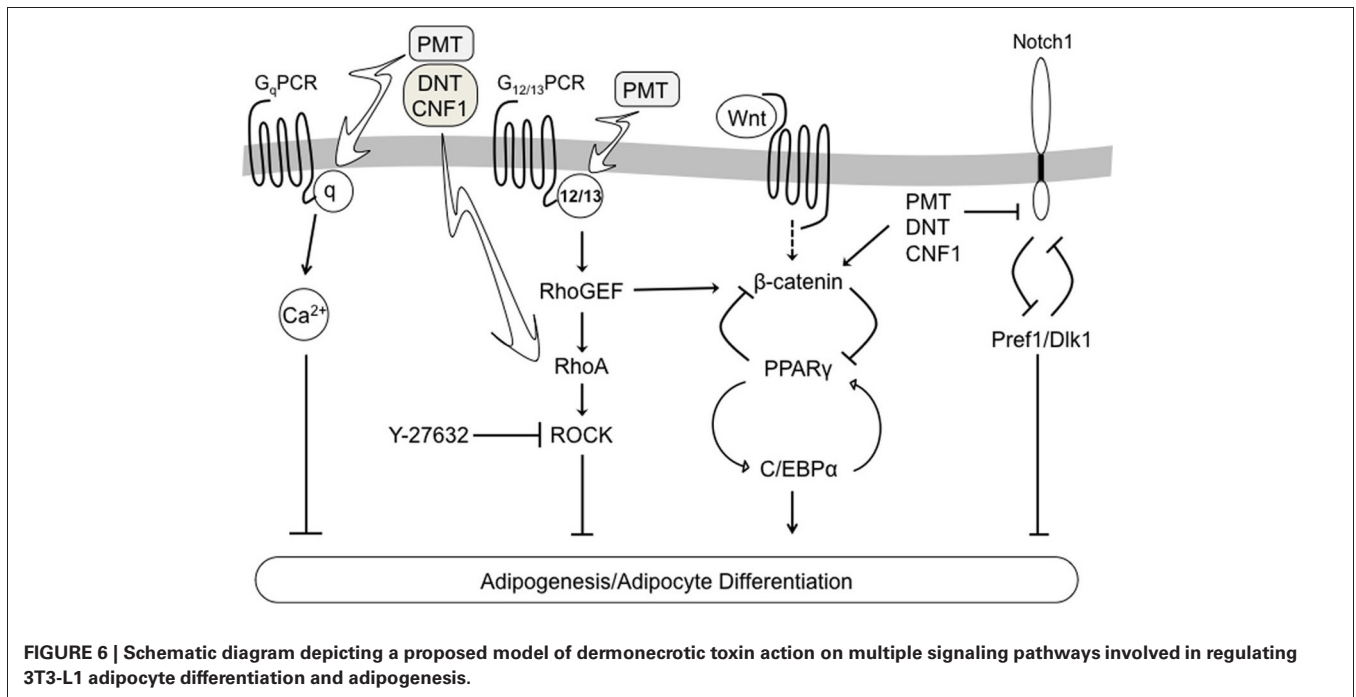 PMT
DNT
CNF1
GqPCR
G12/13PCR
PMT
Wnt
Notch1
q
12/13
PMT
DNT
CNF1
Ca2+
RhoGEF
β-catenin
Pref1/Dlk1
RhoA
PPARγ
Y-27632
ROCK
C/EBPα
Adipogenesis/Adipocyte Differentiation
FIGURE 6 | Schematic diagram depicting a proposed model of dermonecrotic toxin action on multiple signaling pathways involved in regulating
3T3-L1 adipocyte differentiation and adipogenesis.